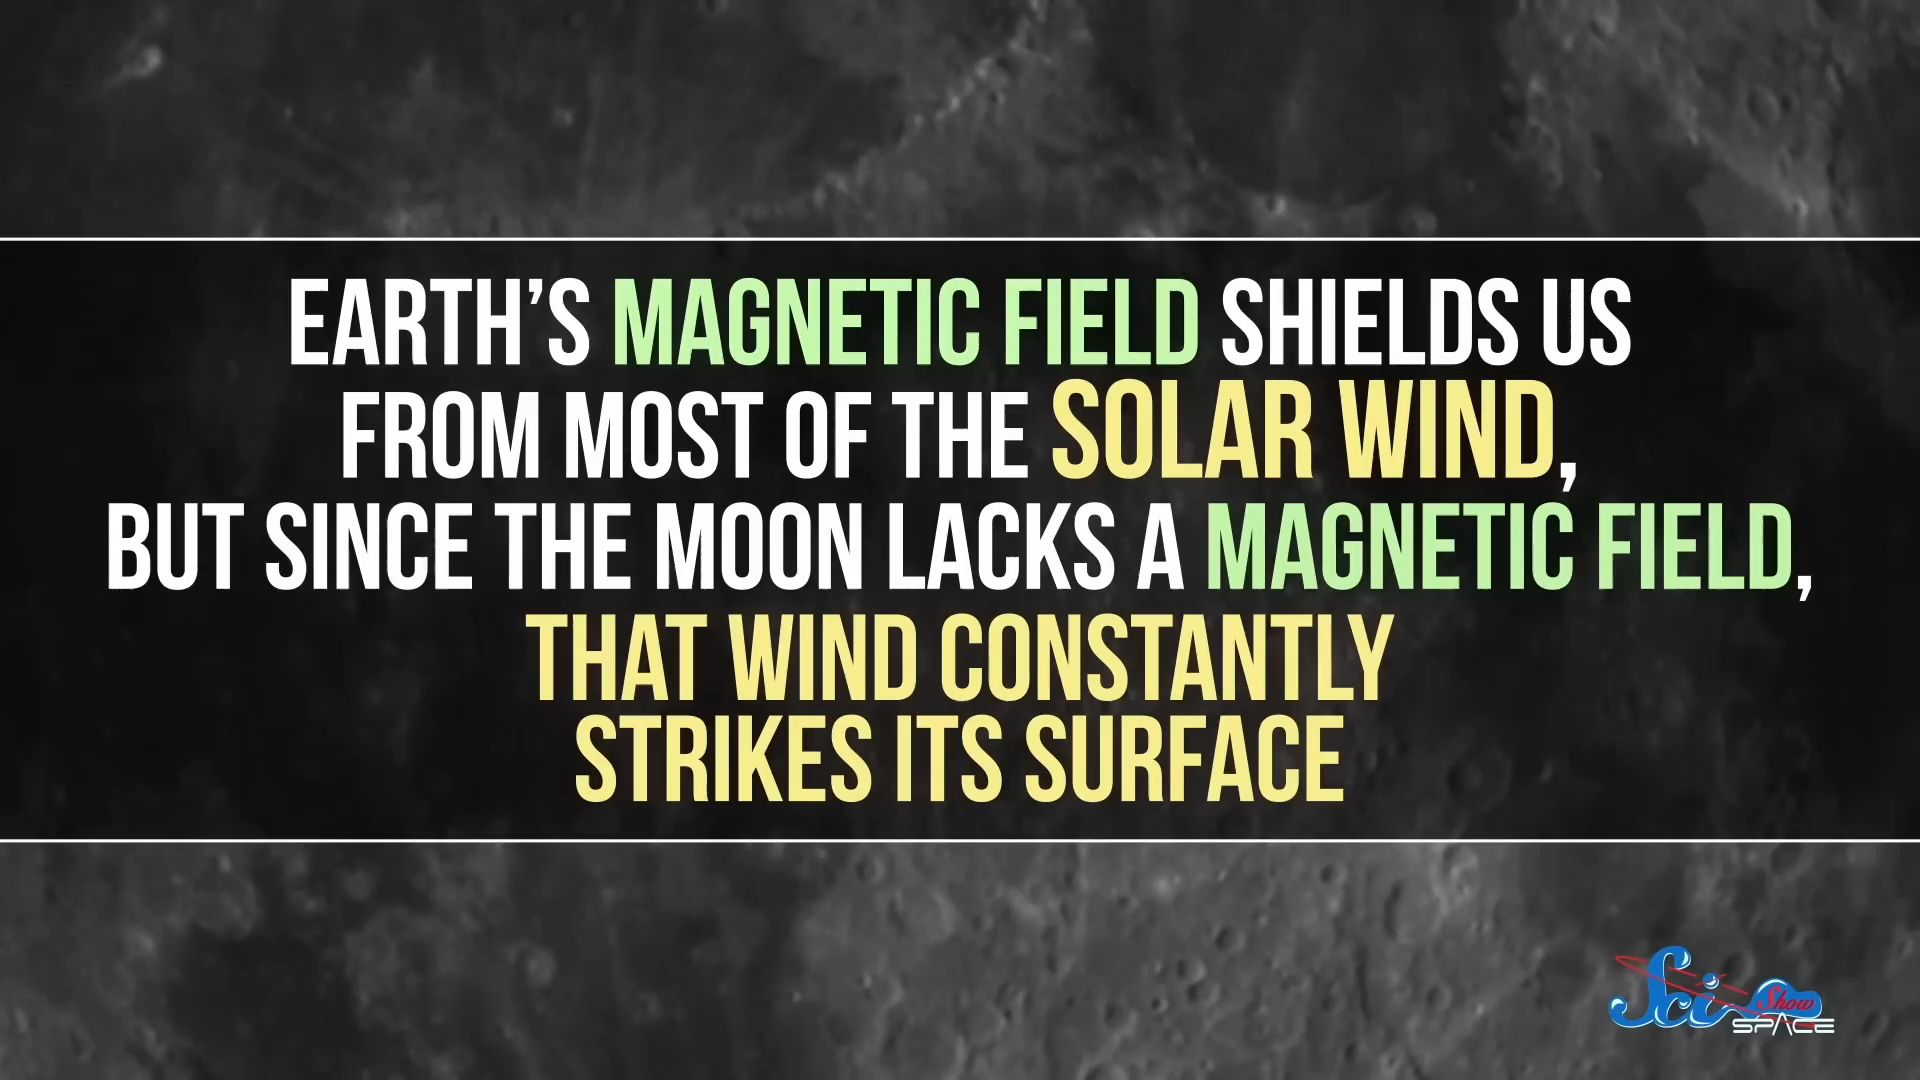 EARTH’S MAGNETIC FIELD SHIELDS US
FROM MOST OF THE SOLAR WIND,
BUT SINCE THE MOON LACKS A MAGNETIC FIELD,
THAT WIND CONSTANTLY
STRIKES ITS SURFACE
Sci Show
SPACE